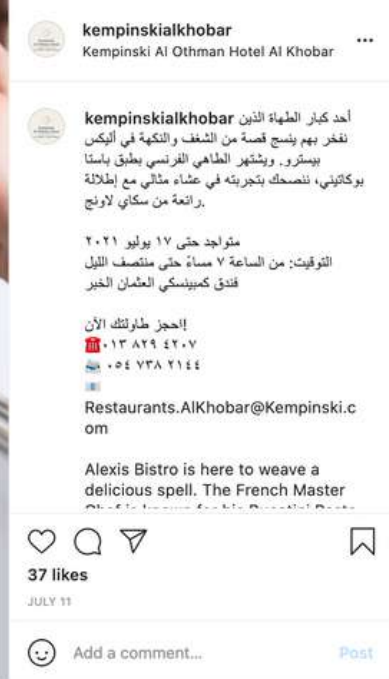 kempinskialkhobar
Kempinski Al Othman Hotel Al Khobar
kempinskialkhobar أحد كبار الطهاة الذين
نفخر بهم ينسج قصة من الشغف والنكهة في أليكس
بيسترو. ويشتهر الطاهي الفرنسي بطبق باستا
بوكاتيني، ننصحك بتجربته في عشاء مثالي مع إطلالة
.رائعة من سكاي لاونج
متواجد حتى ١٧ يوليو ٢٠٢١
التوقيت: من الساعة ٧ مساءً حتى منتصف الليل
فندق كمبينسكي العثمان الخبر
!احجز طاولتك الآن
☎️٠١٣ ٨٢٩ ٤٢٠٧
📨 ٠٥٤ ٧٣٨ ٢١٤٤
📧
Restaurants.AlKhobar@Kempinski.c
om
Alexis Bistro is here to weave a
delicious spell. The French Master
37 likes
JULY 11
Add a comment...
Post